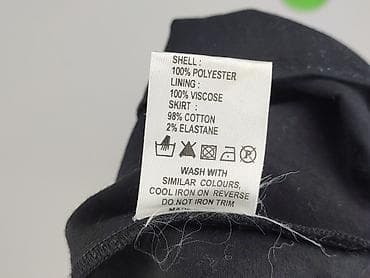 SHELL :
100% POLYESTER
LINING :
100% VISCOSE
SKIRT :
98% COTTON
2% ELASTANE
WASH WITH
SIMILAR COLOURS,
COOL IRON ON REVERSE
DO NOT IRON TRIM